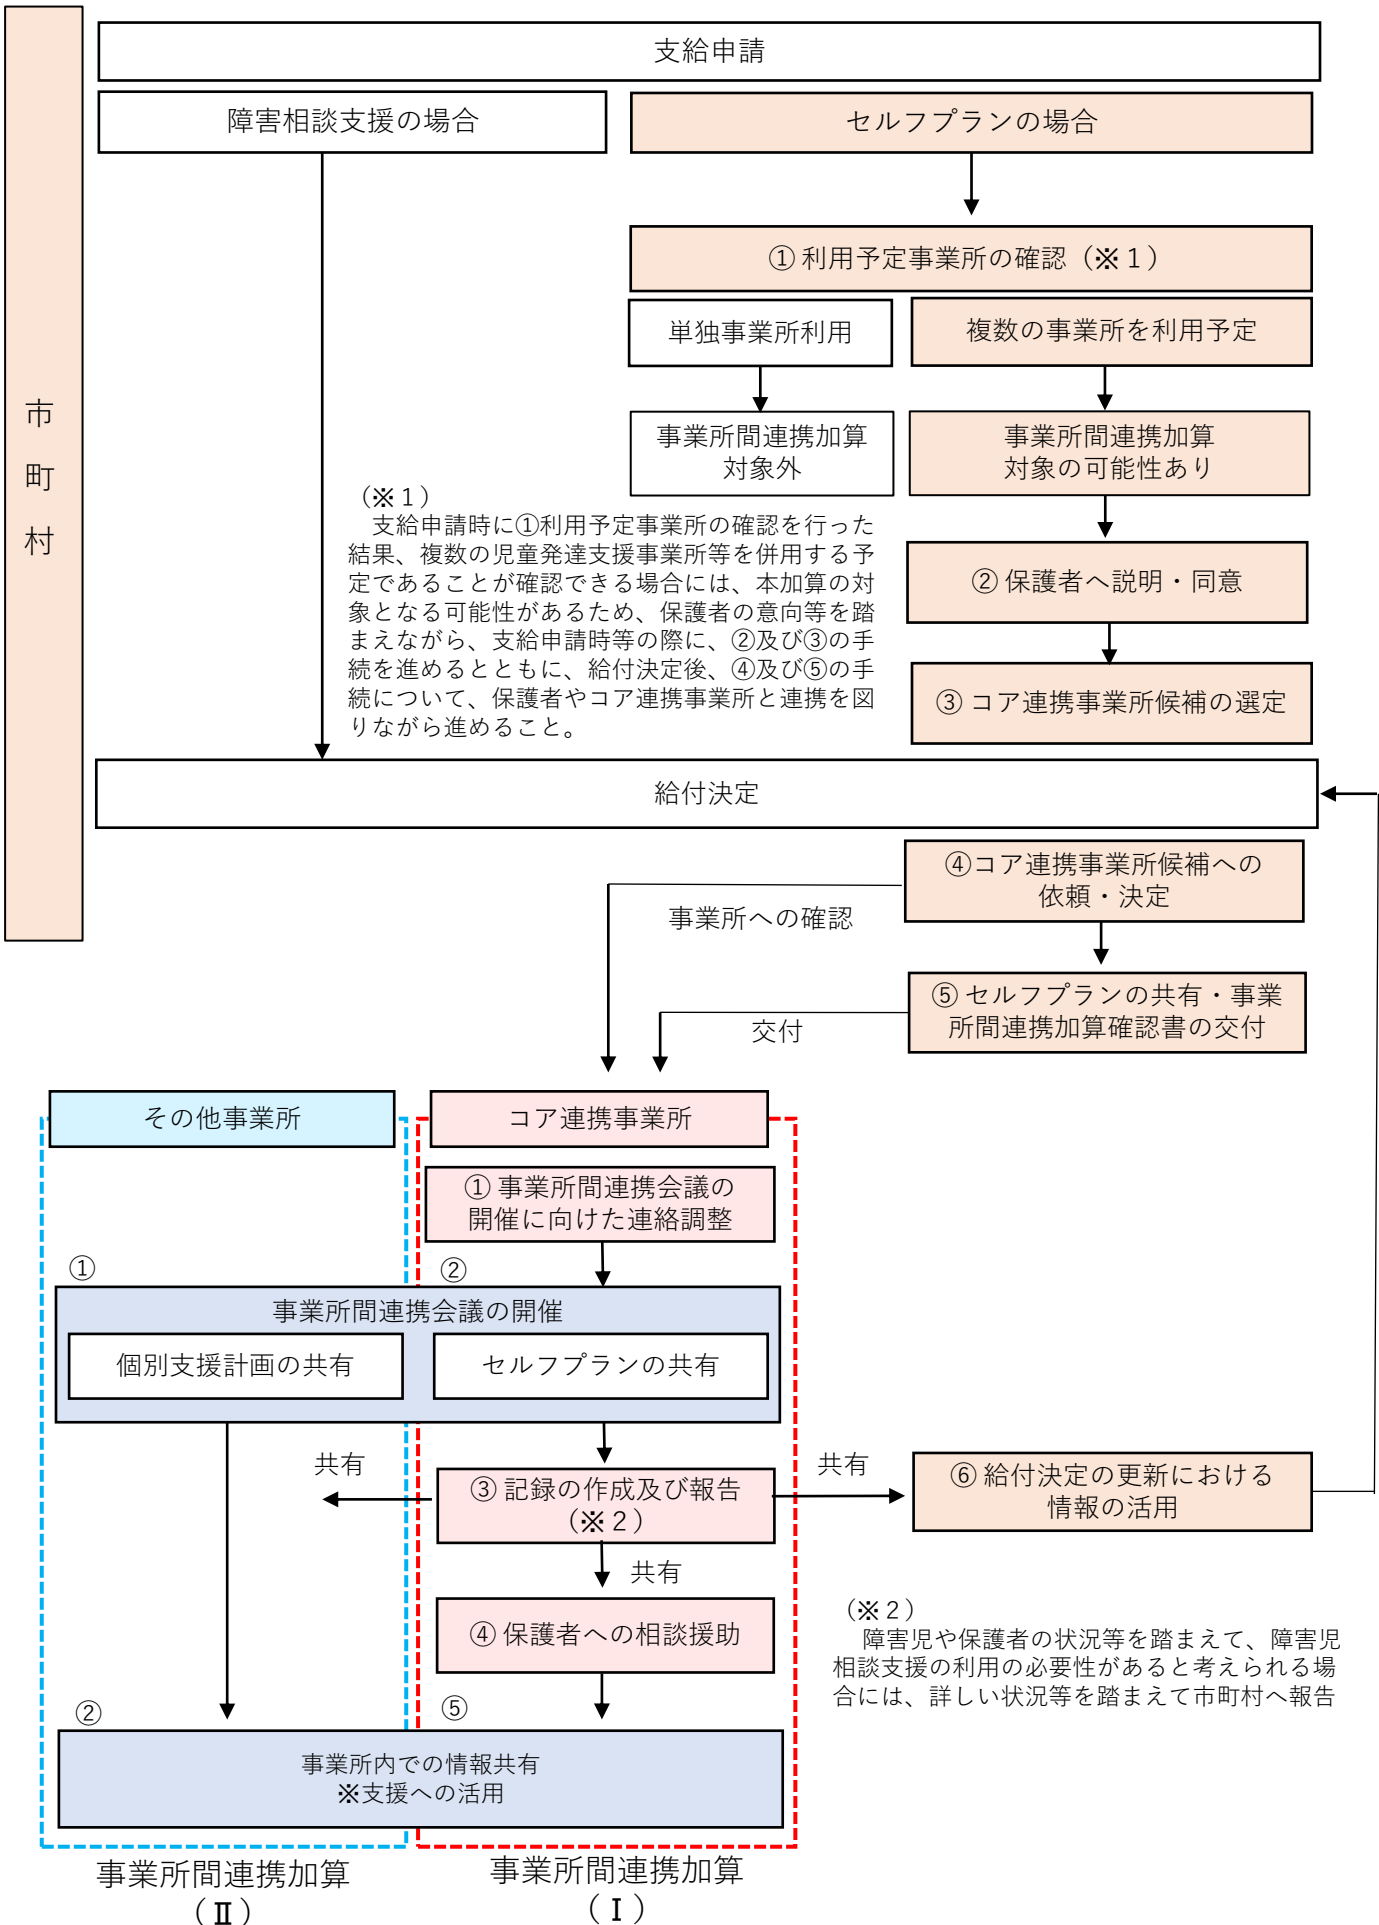 市町村
支給申請
障害相談支援の場合
セルフプランの場合
①利用予定事業所の確認（※１）
単独事業所利用
複数の事業所を利用予定
事業所間連携加算
対象外
事業所間連携加算
対象の可能性あり
（※１）
支給申請時に①利用予定事業所の確認を行った
結果、複数の児童発達支援事業所等を併用する予
定であることが確認できる場合には、本加算の対
象となる可能性があるため、保護者の意向等を踏
まえながら、支給申請時等の際に、②及び③の手
続を進めるとともに、給付決定後、④及び⑤の手
続について、保護者やコア連携事業所と連携を図
りながら進めること。
②保護者へ説明・同意
③コア連携事業所候補の選定
給付決定
④コア連携事業所候補への
依頼・決定
事業所への確認
⑤セルフプランの共有・事業
所間連携加算確認書の交付
交付
その他事業所
コア連携事業所
①事業所間連携会議の
開催に向けた連絡調整
①
②
事業所間連携会議の開催
個別支援計画の共有
セルフプランの共有
共有
③記録の作成及び報告
（※２）
共有
⑥給付決定の更新における
情報の活用
共有
④保護者への相談援助
（※２）
障害児や保護者の状況等を踏まえて、障害児
相談支援の利用の必要性があると考えられる場
合には、詳しい状況等を踏まえて市町村へ報告
②
⑤
事業所内での情報共有
※支援への活用
事業所間連携加算
（Ⅱ）
事業所間連携加算
（Ⅰ）